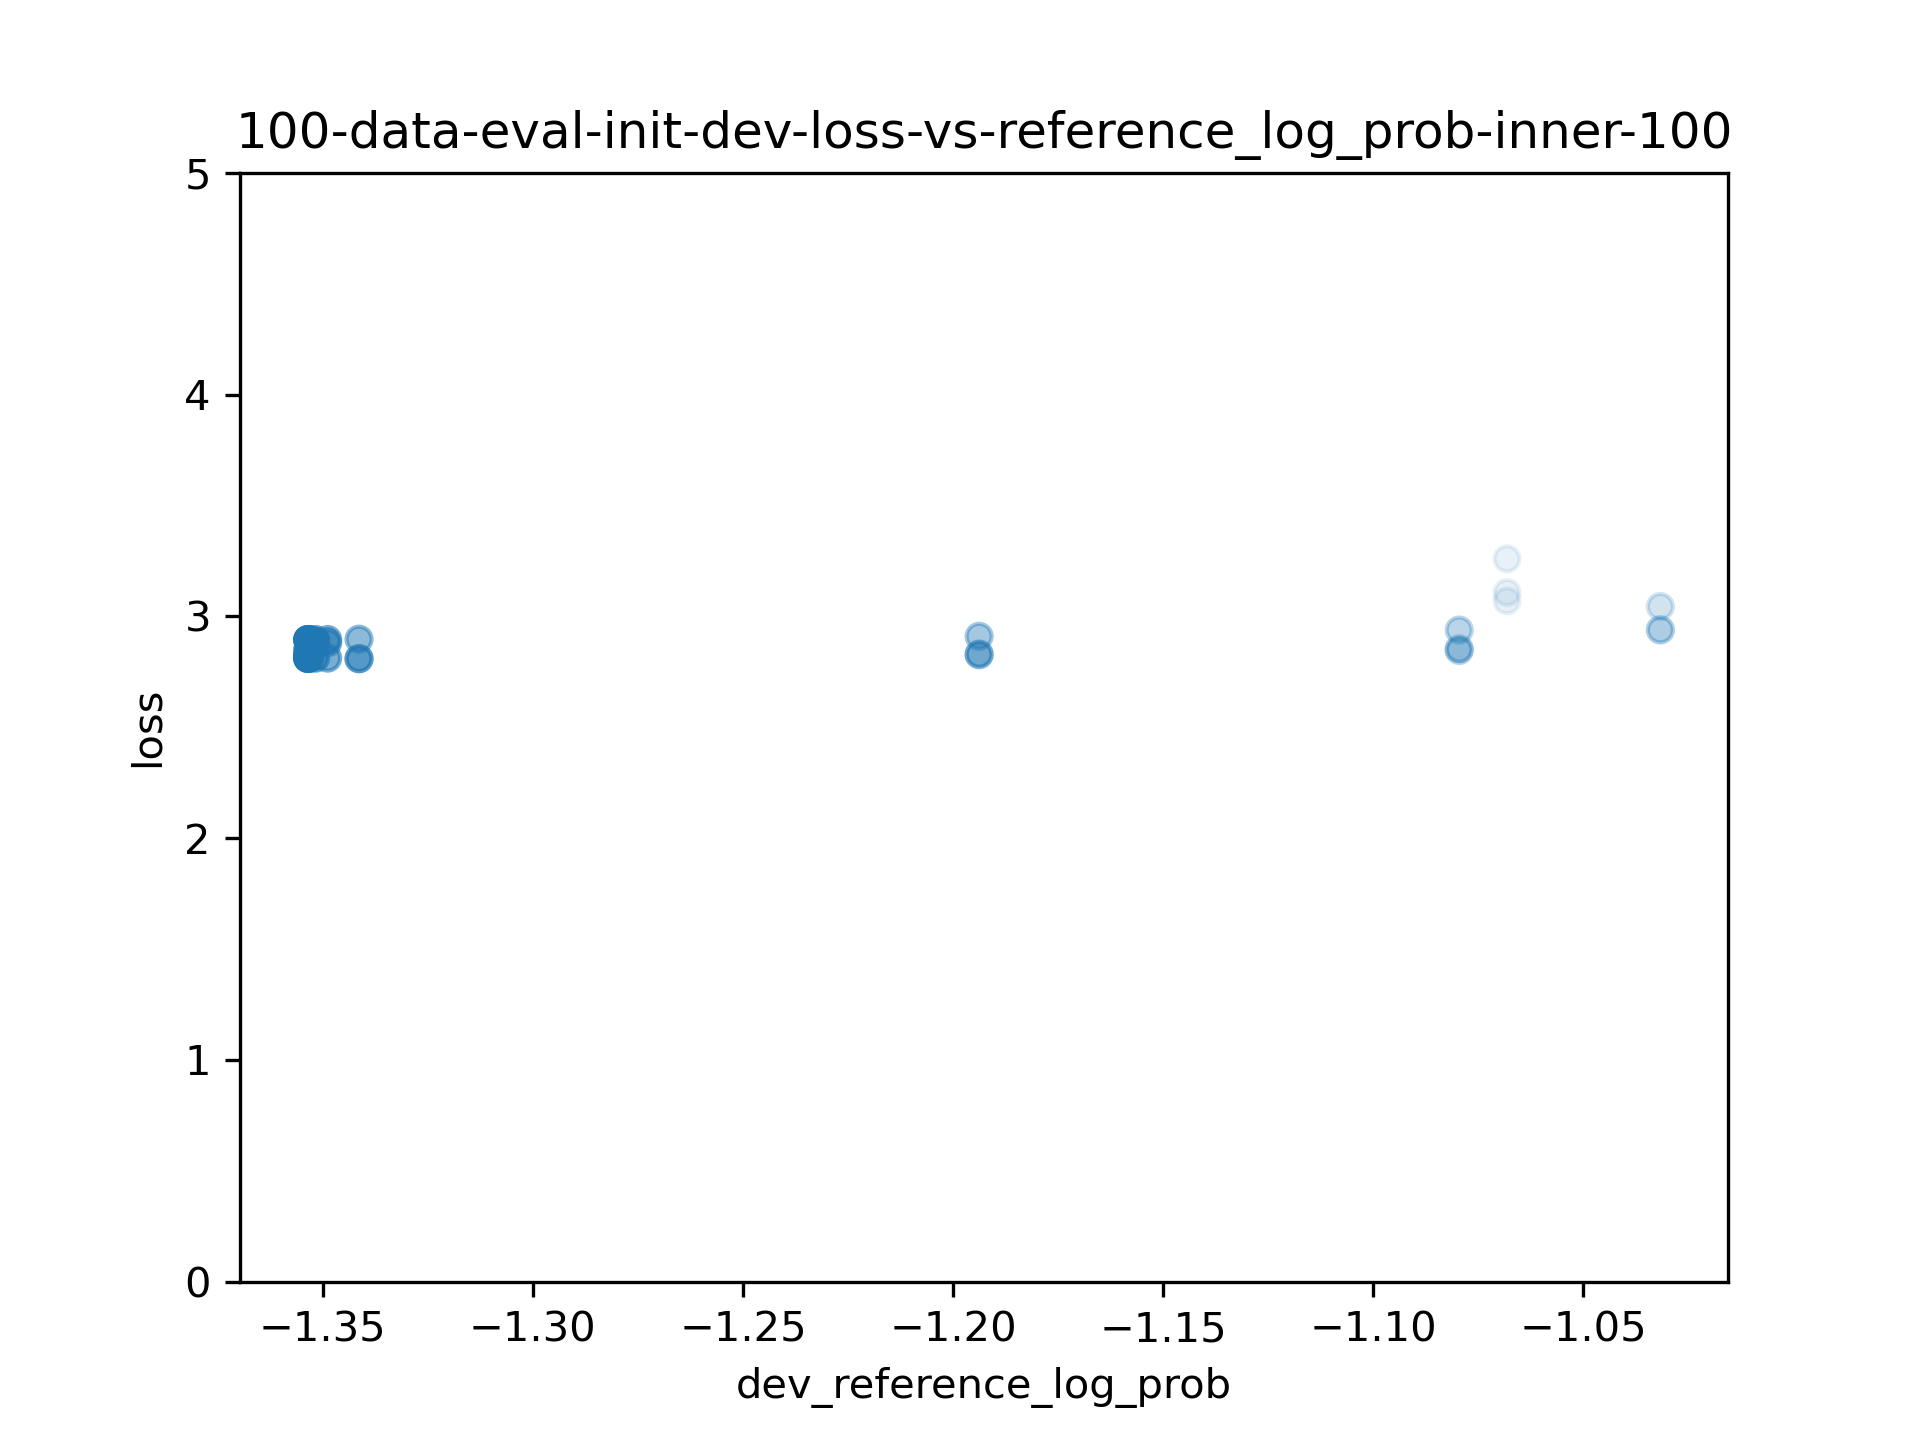 100-data-eval-init-dev-loss-vs-reference_log_prob-inner-100
5
4
3
2
1
0
loss
−1.35 −1.30 −1.25 −1.20 −1.15 −1.10 −1.05
dev_reference_log_prob